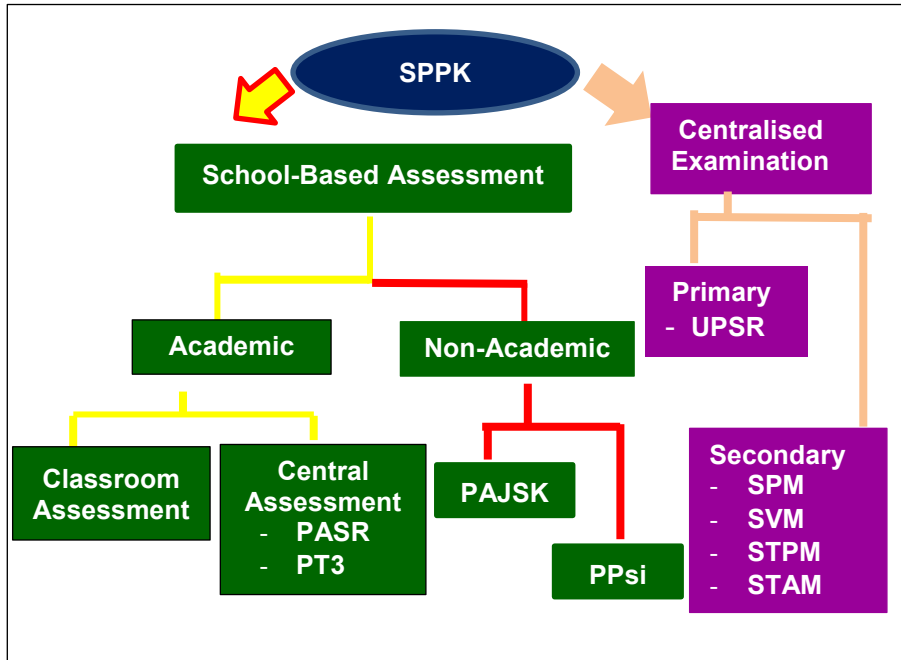 SPPK
Centralised
Examination
School-Based Assessment
Primary
- UPSR
Academic
Non-Academic
Classroom
Assessment
Central
Assessment
- PASR
- PT3
PAJSK
PPsi
Secondary
- SPM
- SVM
- STPM
- STAM